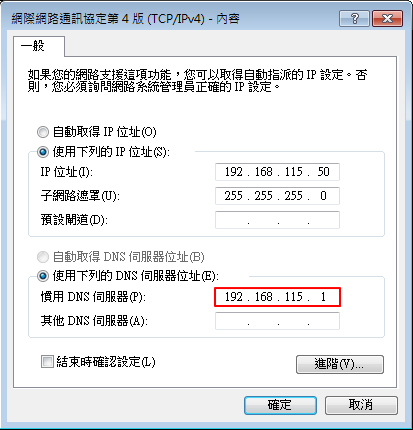 網際網路通訊協定第 4 版 (TCP/IPv4) - 內容
一般
如果您的網路支援這項功能，您可以取得自動指派的 IP 設定。否
則，您必須詢問網路系統管理員正確的 IP 設定。
自動取得 IP 位址(O)
使用下列的 IP 位址(S):
IP 位址(I): 192 . 168 . 115 . 50
子網路遮罩(U): 255 . 255 . 255 . 0
預設閘道(D): . . .
自動取得 DNS 伺服器位址(B)
使用下列的 DNS 伺服器位址(E):
慣用 DNS 伺服器(P): 192 . 168 . 115 . 1
其他 DNS 伺服器(A): . . .
結束時確認設定(L)
進階(V)...
確定 取消